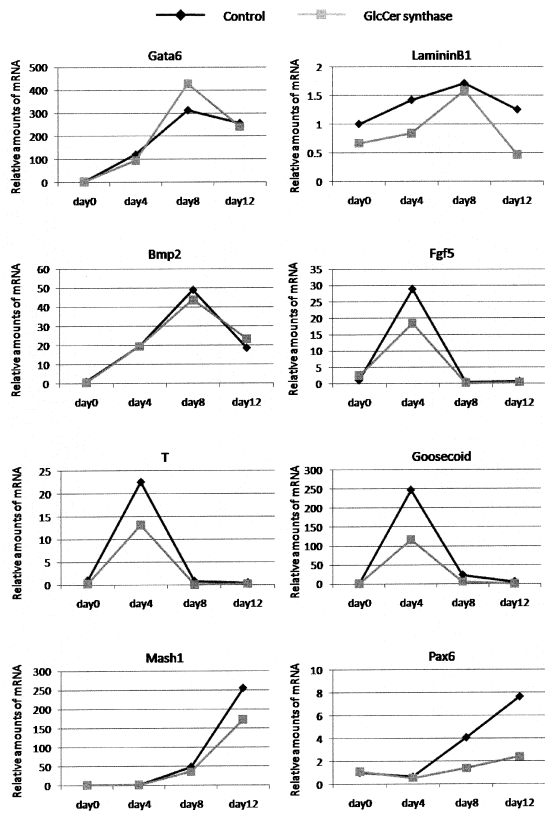 Control GlcCer synthase
Gata6
Relative amounts of mRNA
500
400
300
200
100
0
day0 day4 day8 day12
LamininB1
Relative amounts of mRNA
2
1.5
1
0.5
0
day0 day4 day8 day12
Bmp2
Relative amounts of mRNA
60
50
40
30
20
10
0
day0 day4 day8 day12
Fgf5
Relative amounts of mRNA
35
30
25
20
15
10
5
0
day0 day4 day8 day12
T
Relative amounts of mRNA
25
20
15
10
5
0
day0 day4 day8 day12
Goosecoid
Relative amounts of mRNA
300
250
200
150
100
50
0
day0 day4 day8 day12
Mash1
Relative amounts of mRNA
300
250
200
150
100
50
0
day0 day4 day8 day12
Pax6
Relative amounts of mRNA
10
8
6
4
2
0
day0 day4 day8 day12